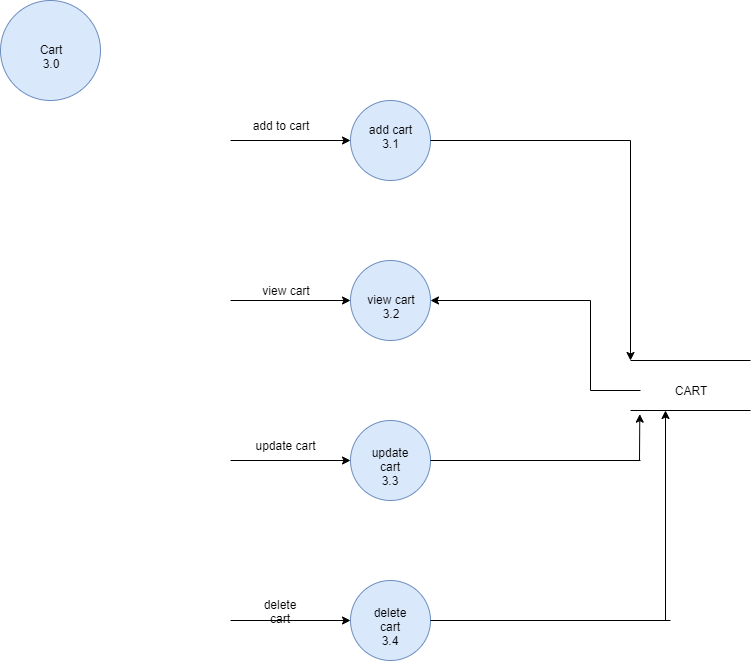 Cart
3.0
add to cart
add cart
3.1
view cart
view cart
3.2
CART
update cart
update
cart
3.3
delete
cart
delete
cart
3.4